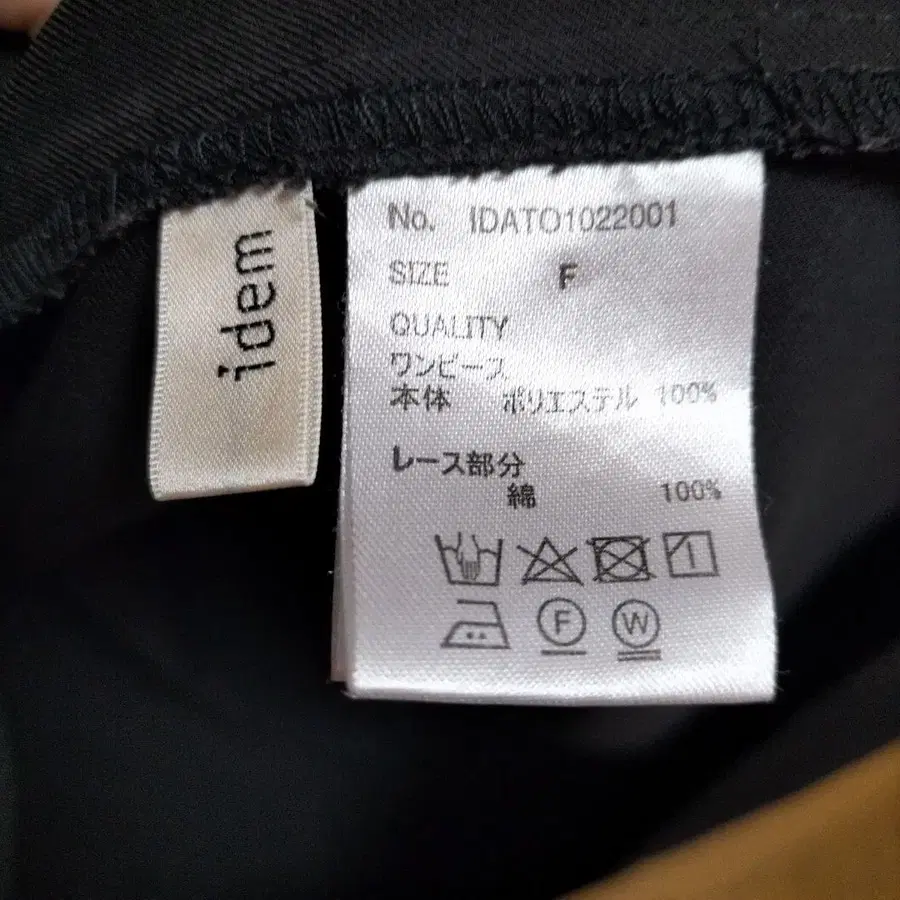 idem
No. IDATO1022001
SIZE F
QUALITY
ワンピース
本体 ポリエステル 100%
レース部分
綿 100%
F W